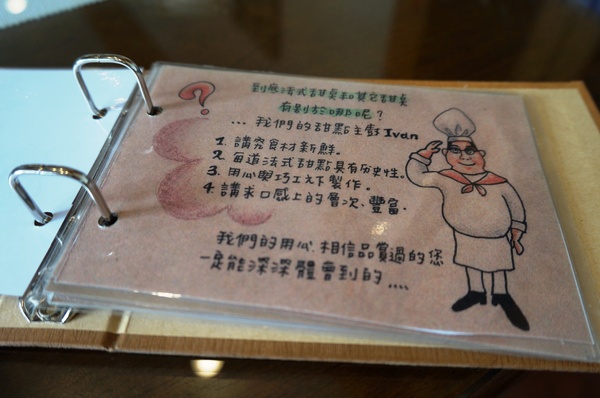 到底法式甜點和其它甜點
有別於哪呢？
... 我們的甜點主廚 Ivan
1. 講究食材新鮮。
2. 每道法式甜點具有歷史性。
3. 用心與巧工之下製作。
4. 講求口感上的層次、豐富.
我們的用心, 相信品嘗過的您
一定能深深體會到的 ....